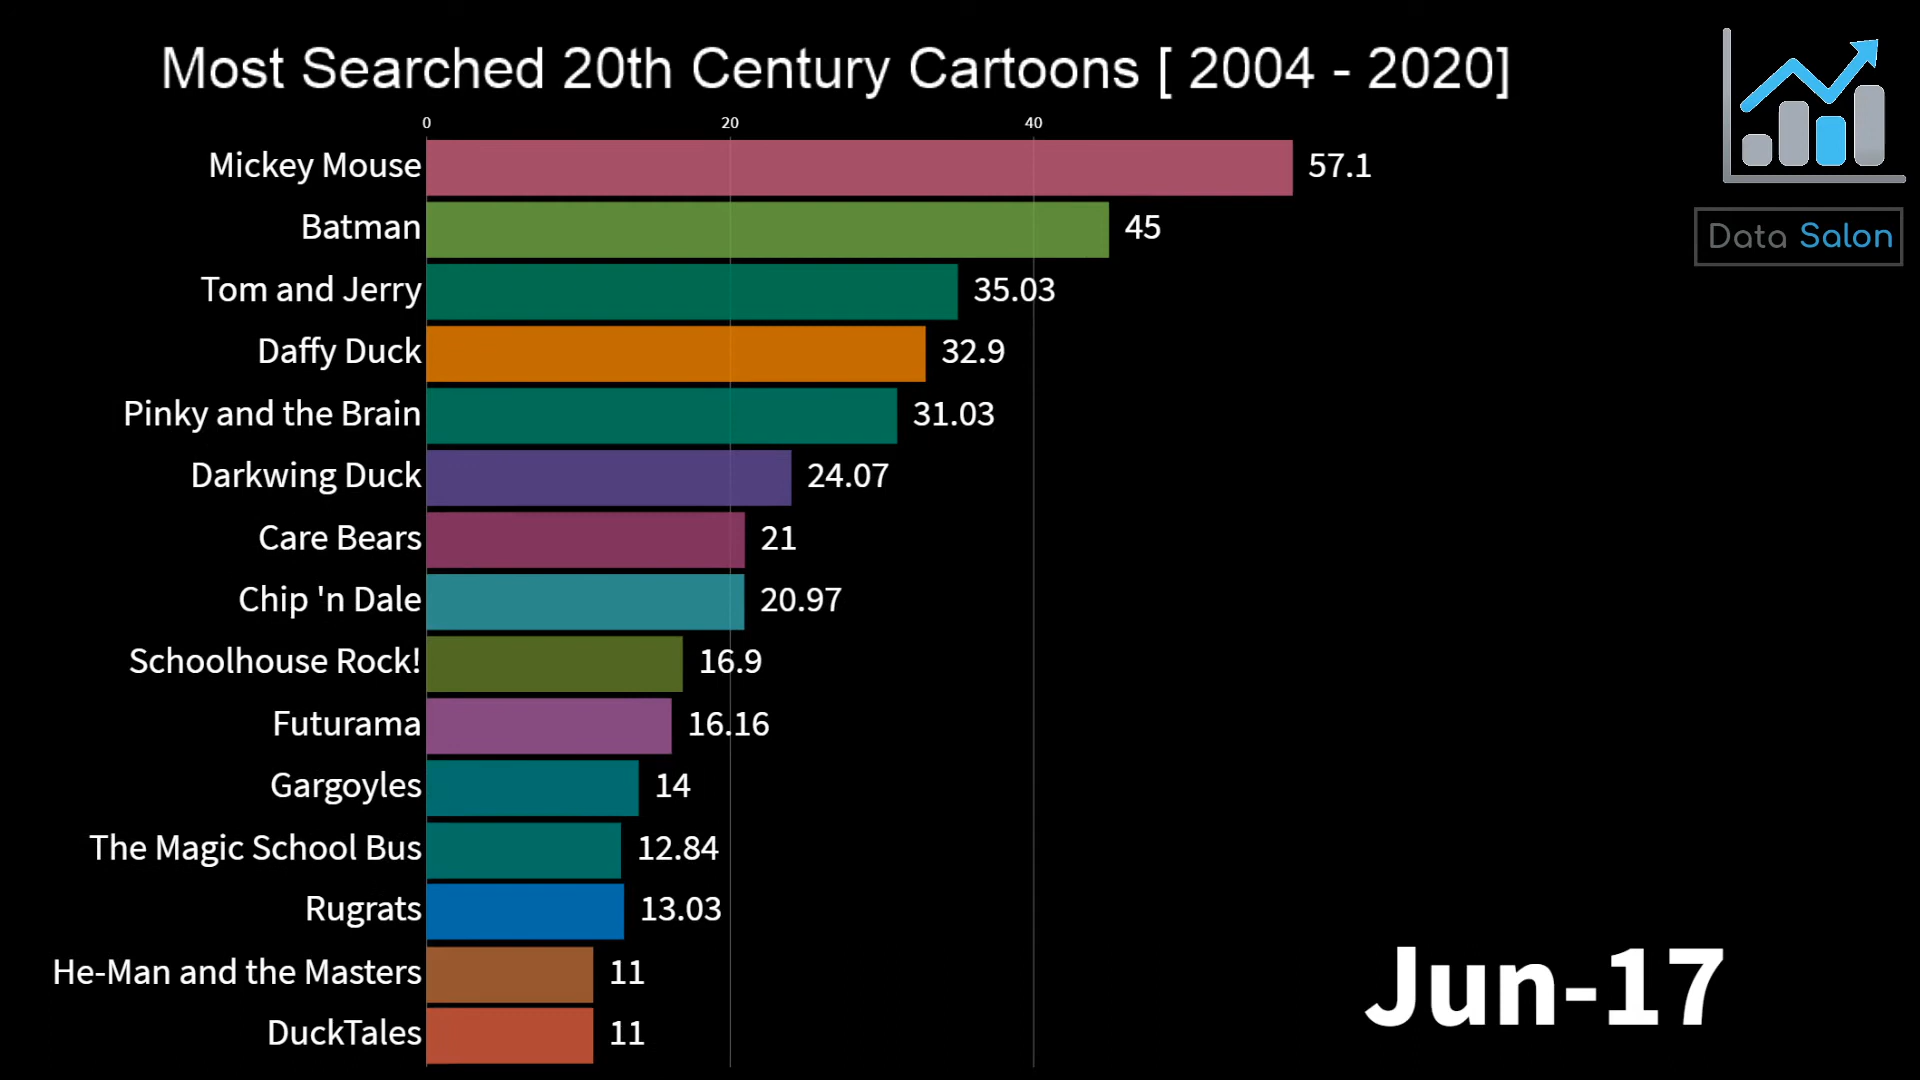 Most Searched 20th Century Cartoons [ 2004 - 2020]
0 20 40
Mickey Mouse 57.1
Batman 45
Tom and Jerry 35.03
Daffy Duck 32.9
Pinky and the Brain 31.03
Darkwing Duck 24.07
Care Bears 21
Chip 'n Dale 20.97
Schoolhouse Rock! 16.9
Futurama 16.16
Gargoyles 14
The Magic School Bus 12.84
Rugrats 13.03
He-Man and the Masters 11
DuckTales 11
Data Salon
Jun-17